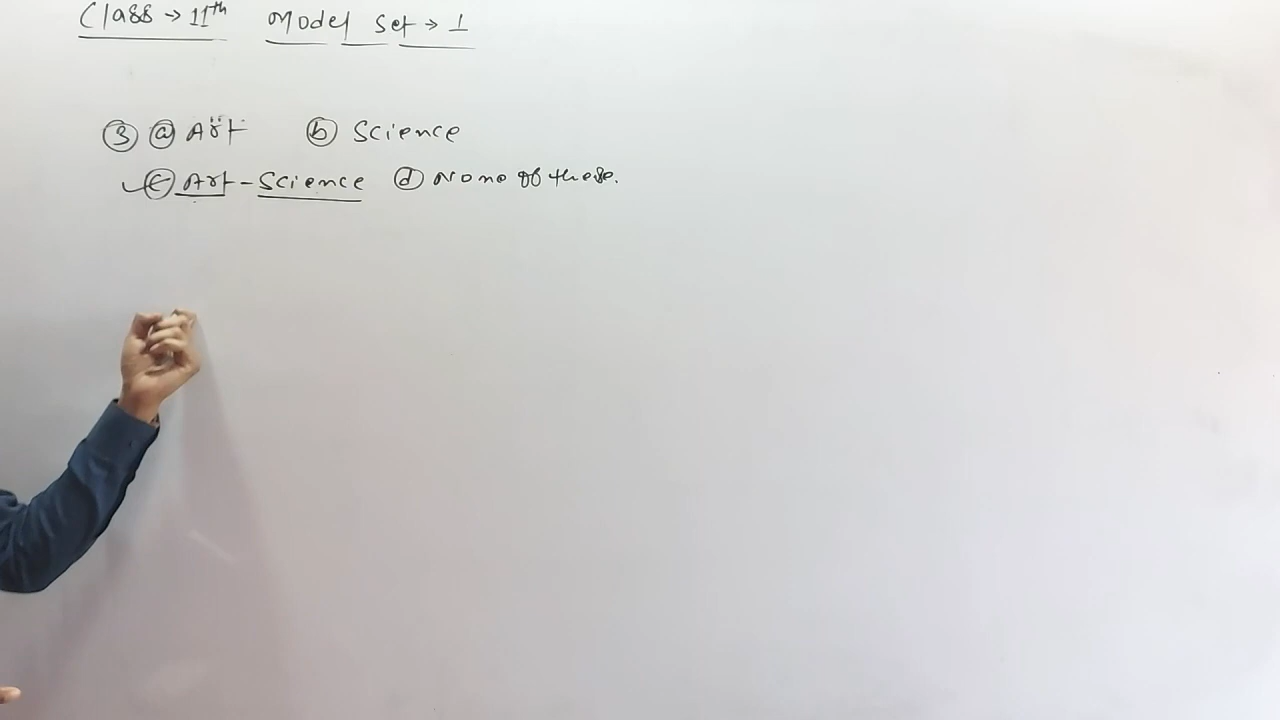 Class → 11th Model Set → 1
③ ⓐ Art ⓑ Science
ⓒ Art - Science ⓓ None of these.